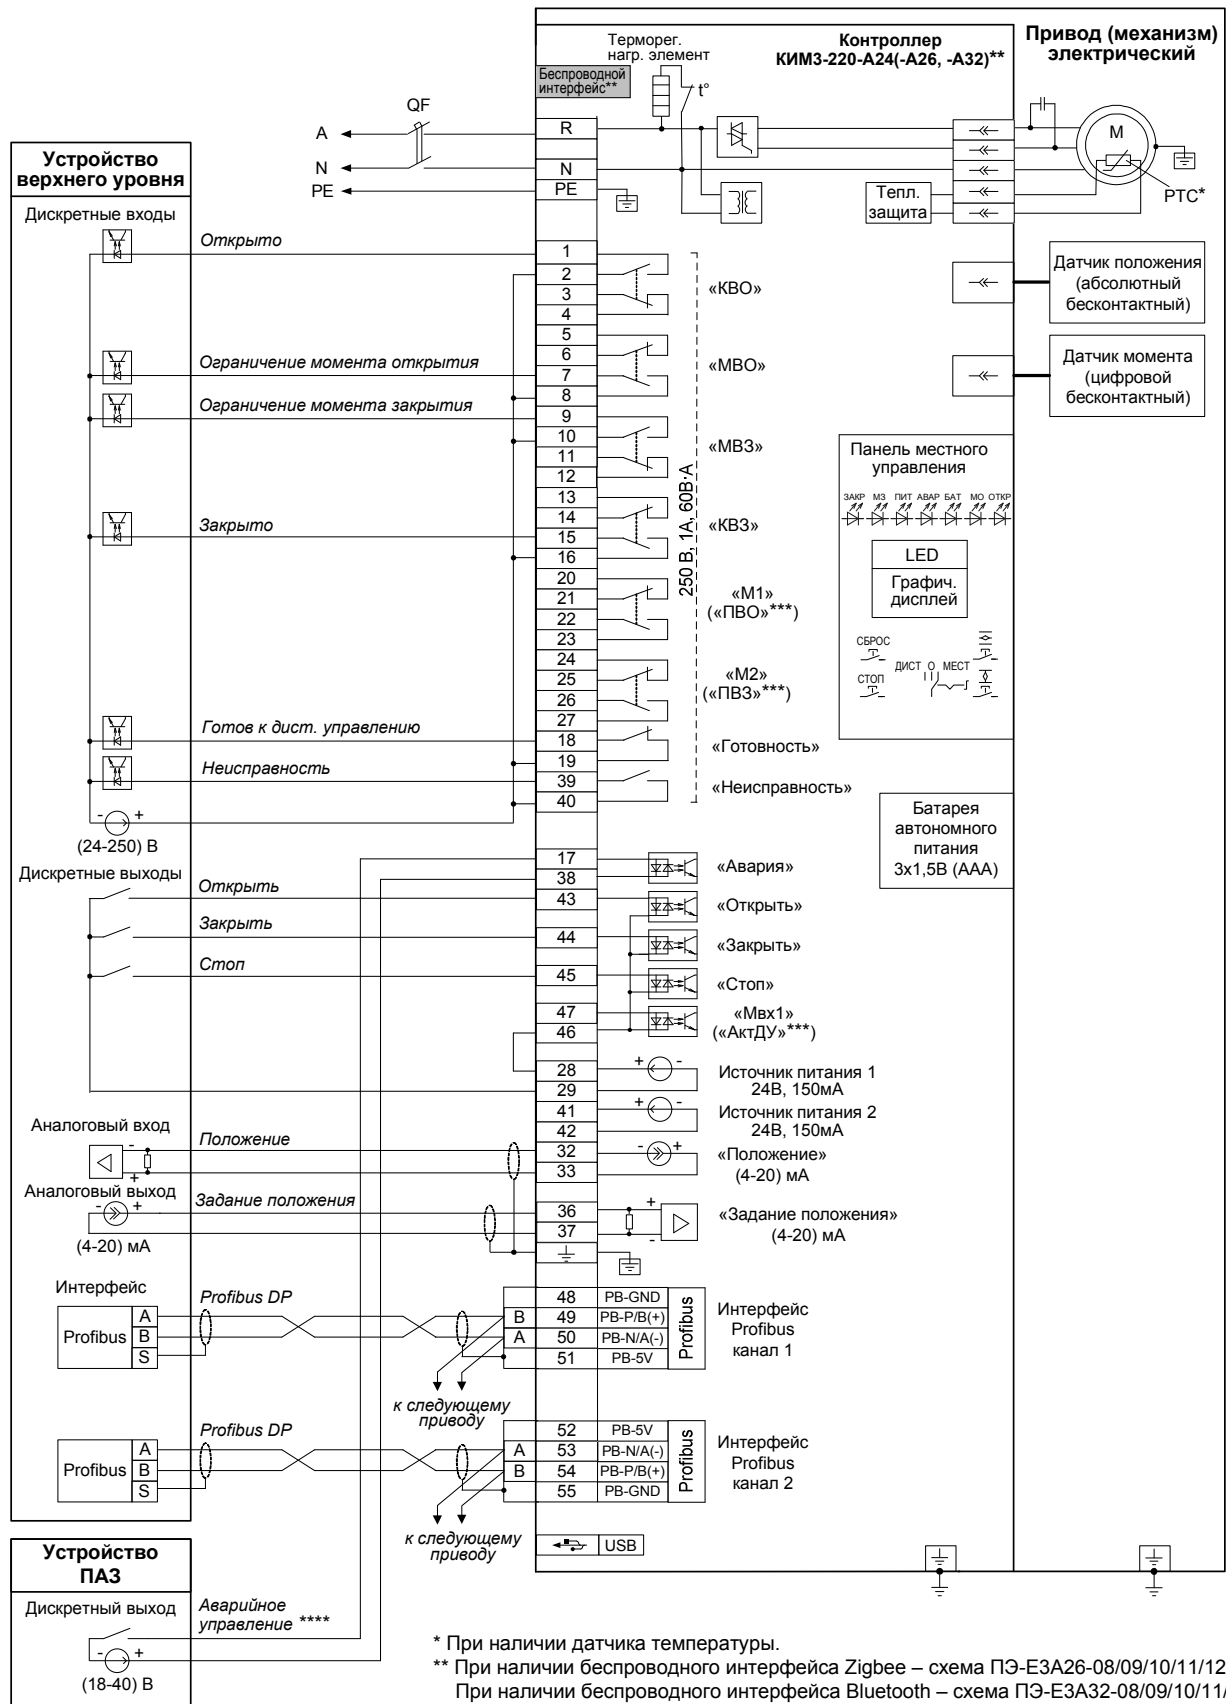 Терморег.
нагр. элемент
Контроллер
КИМ3-220-А24(-А26, -А32)**
Привод (механизм)
электрический
Беспроводной
интерфейс**
t°
QF
A
R
N
N
PE
PE
M
PTC*
Тепл.
защита
Устройство
верхнего уровня
Дискретные входы
Открыто
1
2
3
4
«КВО»
Датчик положения
(абсолютный
бесконтактный)
5
6
7
8
«МВО»
Ограничение момента открытия
Датчик момента
(цифровой
бесконтактный)
Ограничение момента закрытия
9
10
11
12
«МВЗ»
250 В, 1А, 60В·А
Панель местного
управления
ЗАКР МЗ ПИТ АВАР БАТ МО ОТКР
LED
Графич.
дисплей
СБРОС
СТОП
ДИСТ О МЕСТ
Закрыто
13
14
15
16
«КВЗ»
20
21
22
23
«М1»
(«ПВО»***)
24
25
26
27
«М2»
(«ПВЗ»***)
Готов к дист. управлению
18
19
«Готовность»
Неисправность
39
40
«Неисправность»
- +
(24-250) В
Батарея
автономного
питания
3х1,5В (ААА)
Дискретные выходы
17
38
«Авария»
Открыть
43
«Открыть»
Закрыть
44
«Закрыть»
Стоп
45
«Стоп»
47
46
«Мвх1»
(«АктДУ»***)
28
29
+ -
Источник питания 1
24В, 150мА
41
42
+ -
Источник питания 2
24В, 150мА
Аналоговый вход
-
+
Положение
32
33
- +
«Положение»
(4-20) мА
Аналоговый выход
- +
(4-20) мА
Задание положения
36
37
+
-
«Задание положения»
(4-20) мА
Интерфейс
Profibus DP
Profibus
A
B
S
B
A
48 PB-GND
49 PB-P/B(+)
50 PB-N/A(-)
51 PB-5V
Profibus
Интерфейс
Profibus
канал 1
к следующему
приводу
Profibus DP
Profibus
A
B
S
A
B
52 PB-5V
53 PB-N/A(-)
54 PB-P/B(+)
55 PB-GND
Profibus
Интерфейс
Profibus
канал 2
к следующему
приводу
USB
Устройство
ПАЗ
Дискретный выход
Аварийное
управление ****
- +
(18-40) В
* При наличии датчика температуры.
** При наличии беспроводного интерфейса Zigbee – схема ПЭ-Е3А26-08/09/10/11/12
При наличии беспроводного интерфейса Bluetooth – схема ПЭ-Е3А32-08/09/10/11/